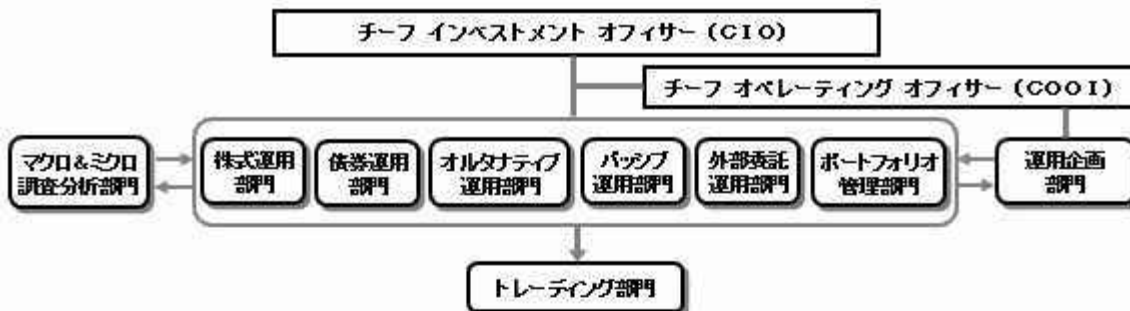 チーフ インベストメント オフィサー (CIO)
チーフ オペレーティング オフィサー (COOI)
マクロ&ミクロ
調査分析部門
株式運用
部門
債券運用
部門
オルタナティブ
運用部門
パッシブ
運用部門
外部委託
運用部門
ポートフォリオ
管理部門
運用企画
部門
トレーディング部門